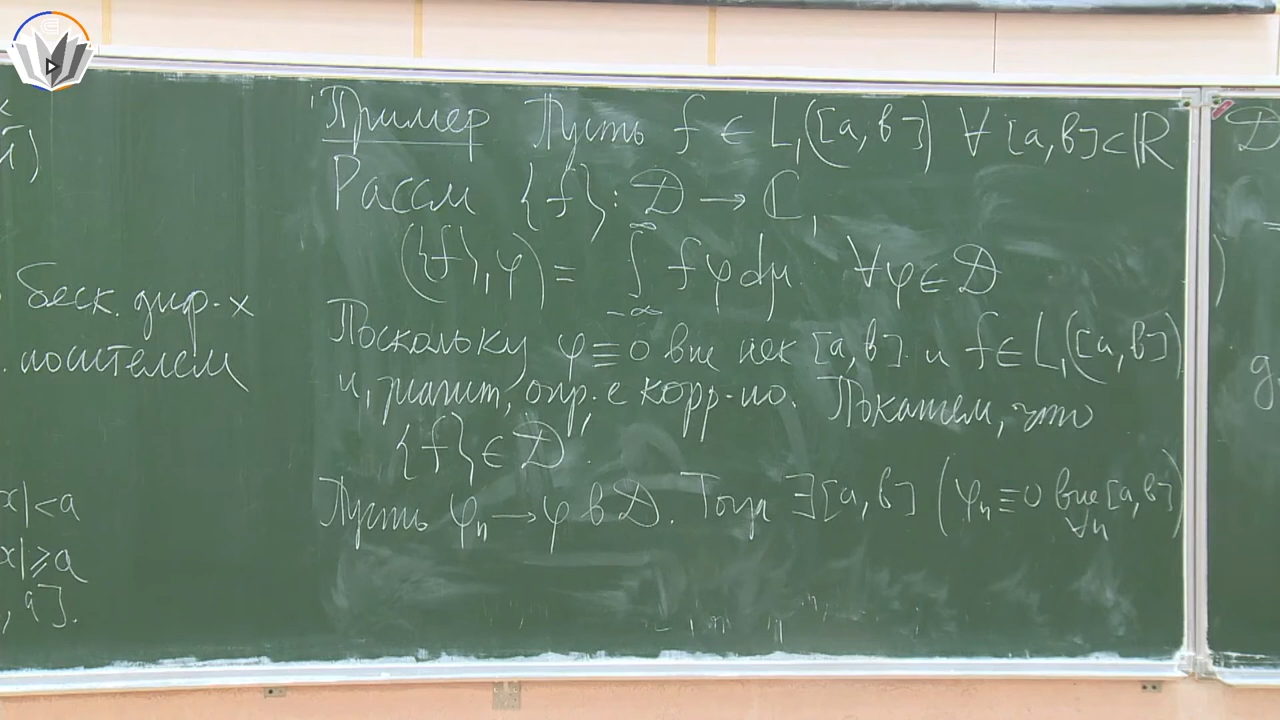 Пример Пусть f ∈ L₁([a,b]) ∀ [a,b]⊂ℝ
Рассм {f}: 𝒟 → ℂ,
({f},φ) = ∫_{-∞}^{∞} f φ dμ. ∀φ∈𝒟
Поскольку φ≡0 вне нек [a,b] и f∈L₁([a,b])
и, значит, опр-е корр-но. Покажем, что
{f}∈𝒟.
Пусть φₙ→φ в 𝒟. Тогда ∃[a,b] (φₙ≡0 вне [a,b]
∀n)
беск. диф-х
носителем
x|<a
x|⩾a
, a].